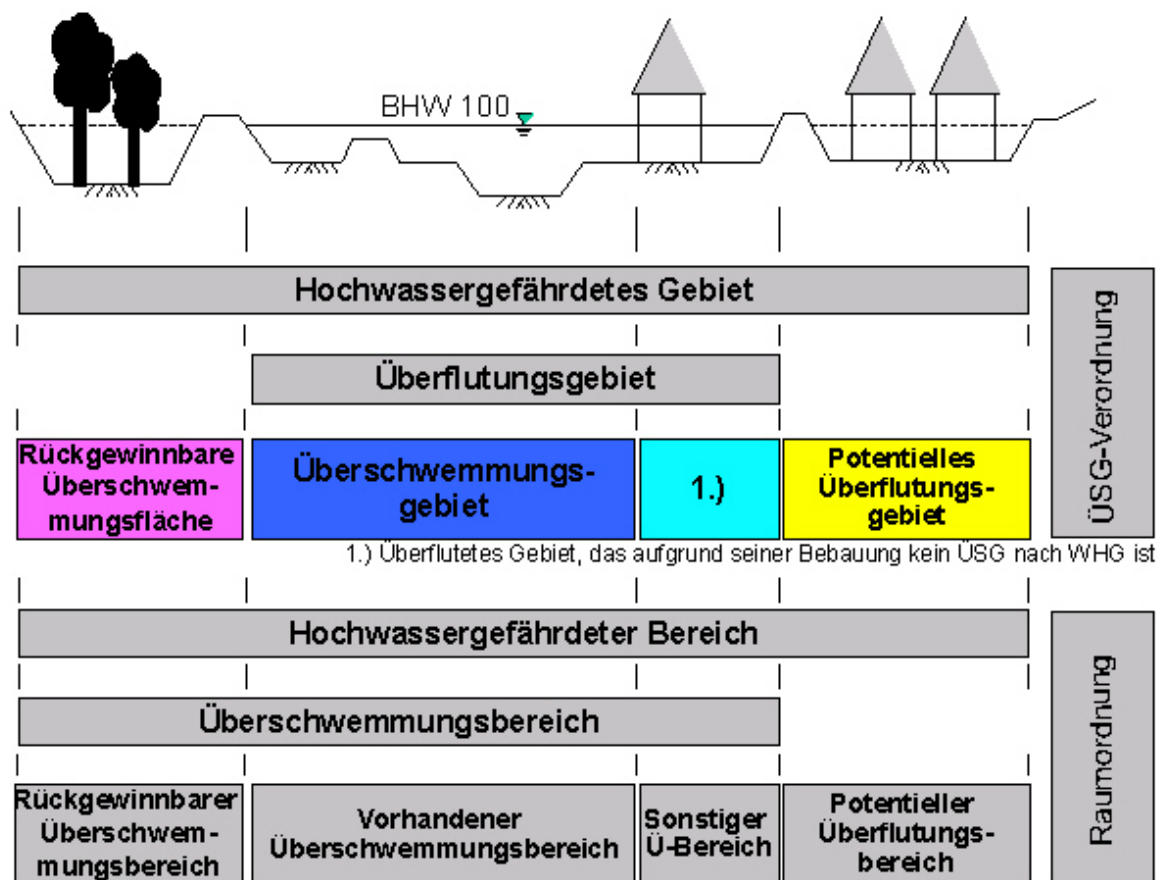 BHW 100
Hochwassergefährdetes Gebiet
Überflutungsgebiet
Rückgewinnbare
Überschwem-
mungsfläche
Überschwemmungs-
gebiet
1.)
Potentielles
Überflutungs-
gebiet
ÜSG-Verordnung
1.) Überflutetes Gebiet, das aufgrund seiner Bebauung kein ÜSG nach WHG ist
Hochwassergefährdeter Bereich
Überschwemmungsbereich
Rückgewinnbarer
Überschwem-
mungsbereich
Vorhandener
Überschwemmungsbereich
Sonstiger
Ü-Bereich
Potentieller
Überflutungs-
bereich
Raumordnung